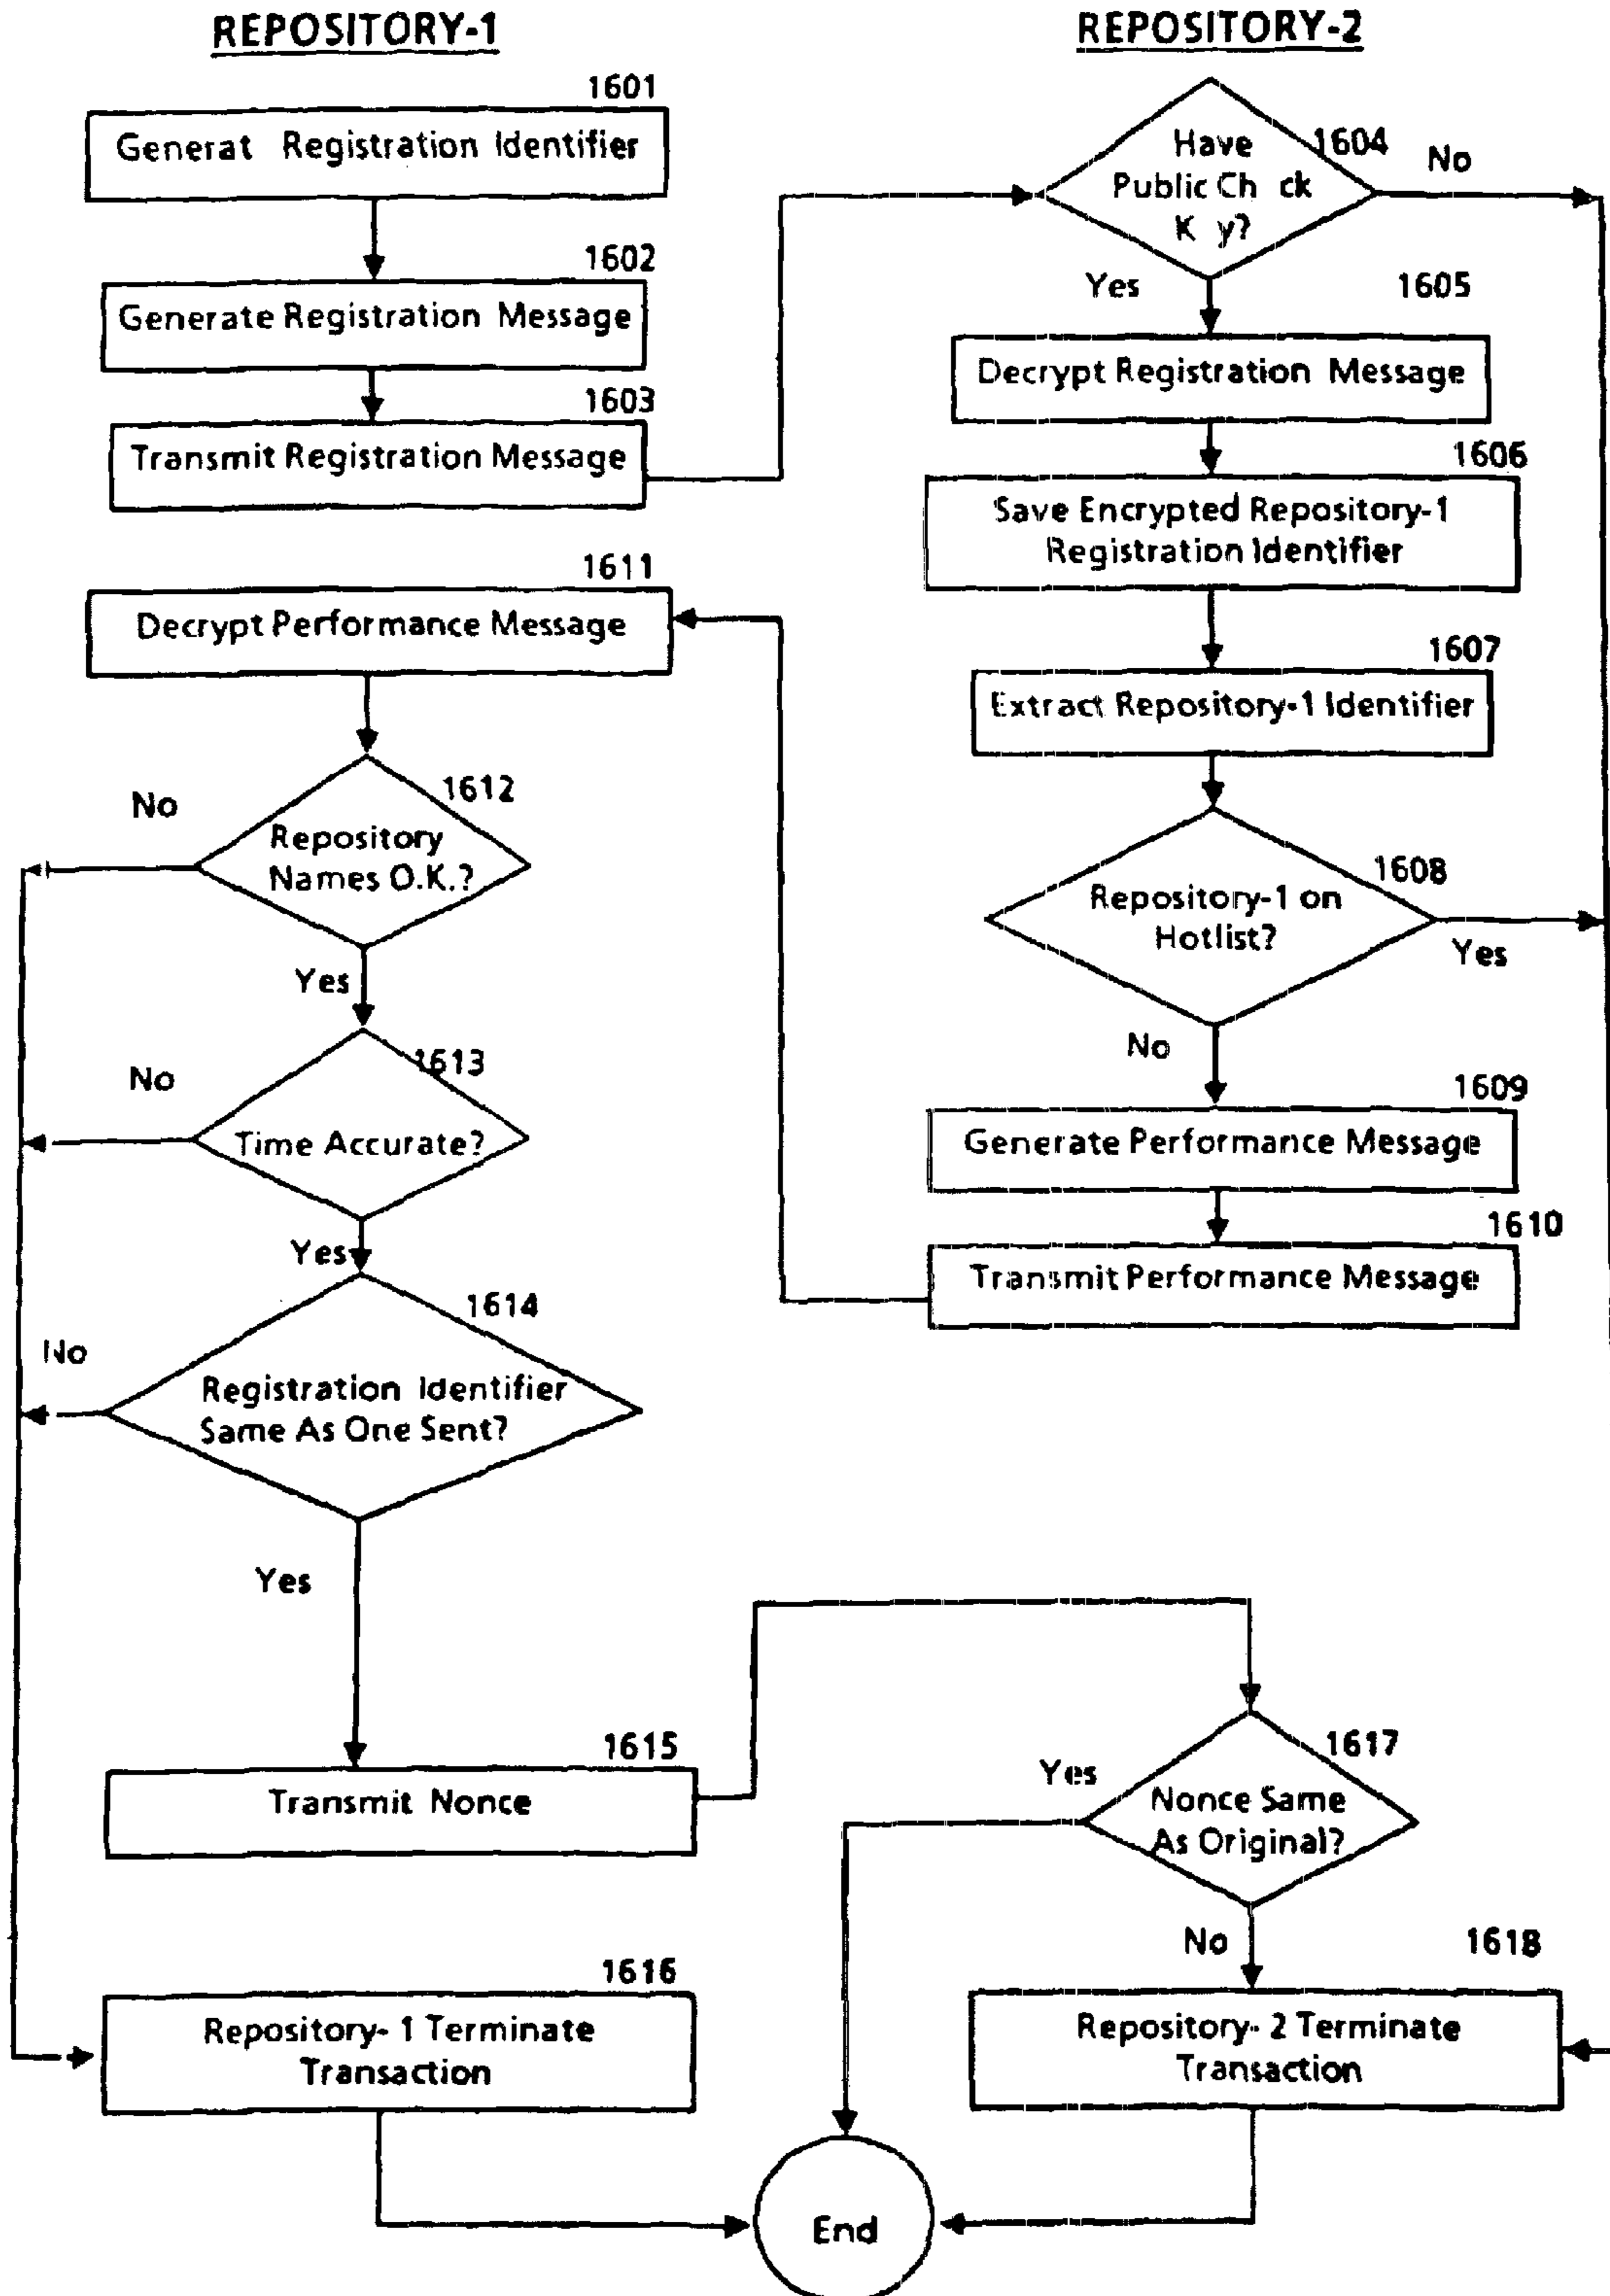 REPOSITORY-1
1601
Generat Registration Identifier
1602
Generate Registration Message
1603
Transmit Registration Message
1611
Decrypt Performance Message
1612
No
Repository
Names O.K.?
Yes
1613
No
Time Accurate?
Yes
1614
No
Registration Identifier
Same As One Sent?
Yes
1615
Transmit Nonce
1616
Repository- 1 Terminate
Transaction
REPOSITORY-2
1604
Have
Public Ch ck
K y?
No
Yes
1605
Decrypt Registration Message
1606
Save Encrypted Repository-1
Registration Identifier
1607
Extract Repository-1 Identifier
1608
Repository-1 on
Hotlist?
Yes
No
1609
Generate Performance Message
1610
Transmit Performance Message
1617
Yes
Nonce Same
As Original?
No
1618
Repository- 2 Terminate
Transaction
End